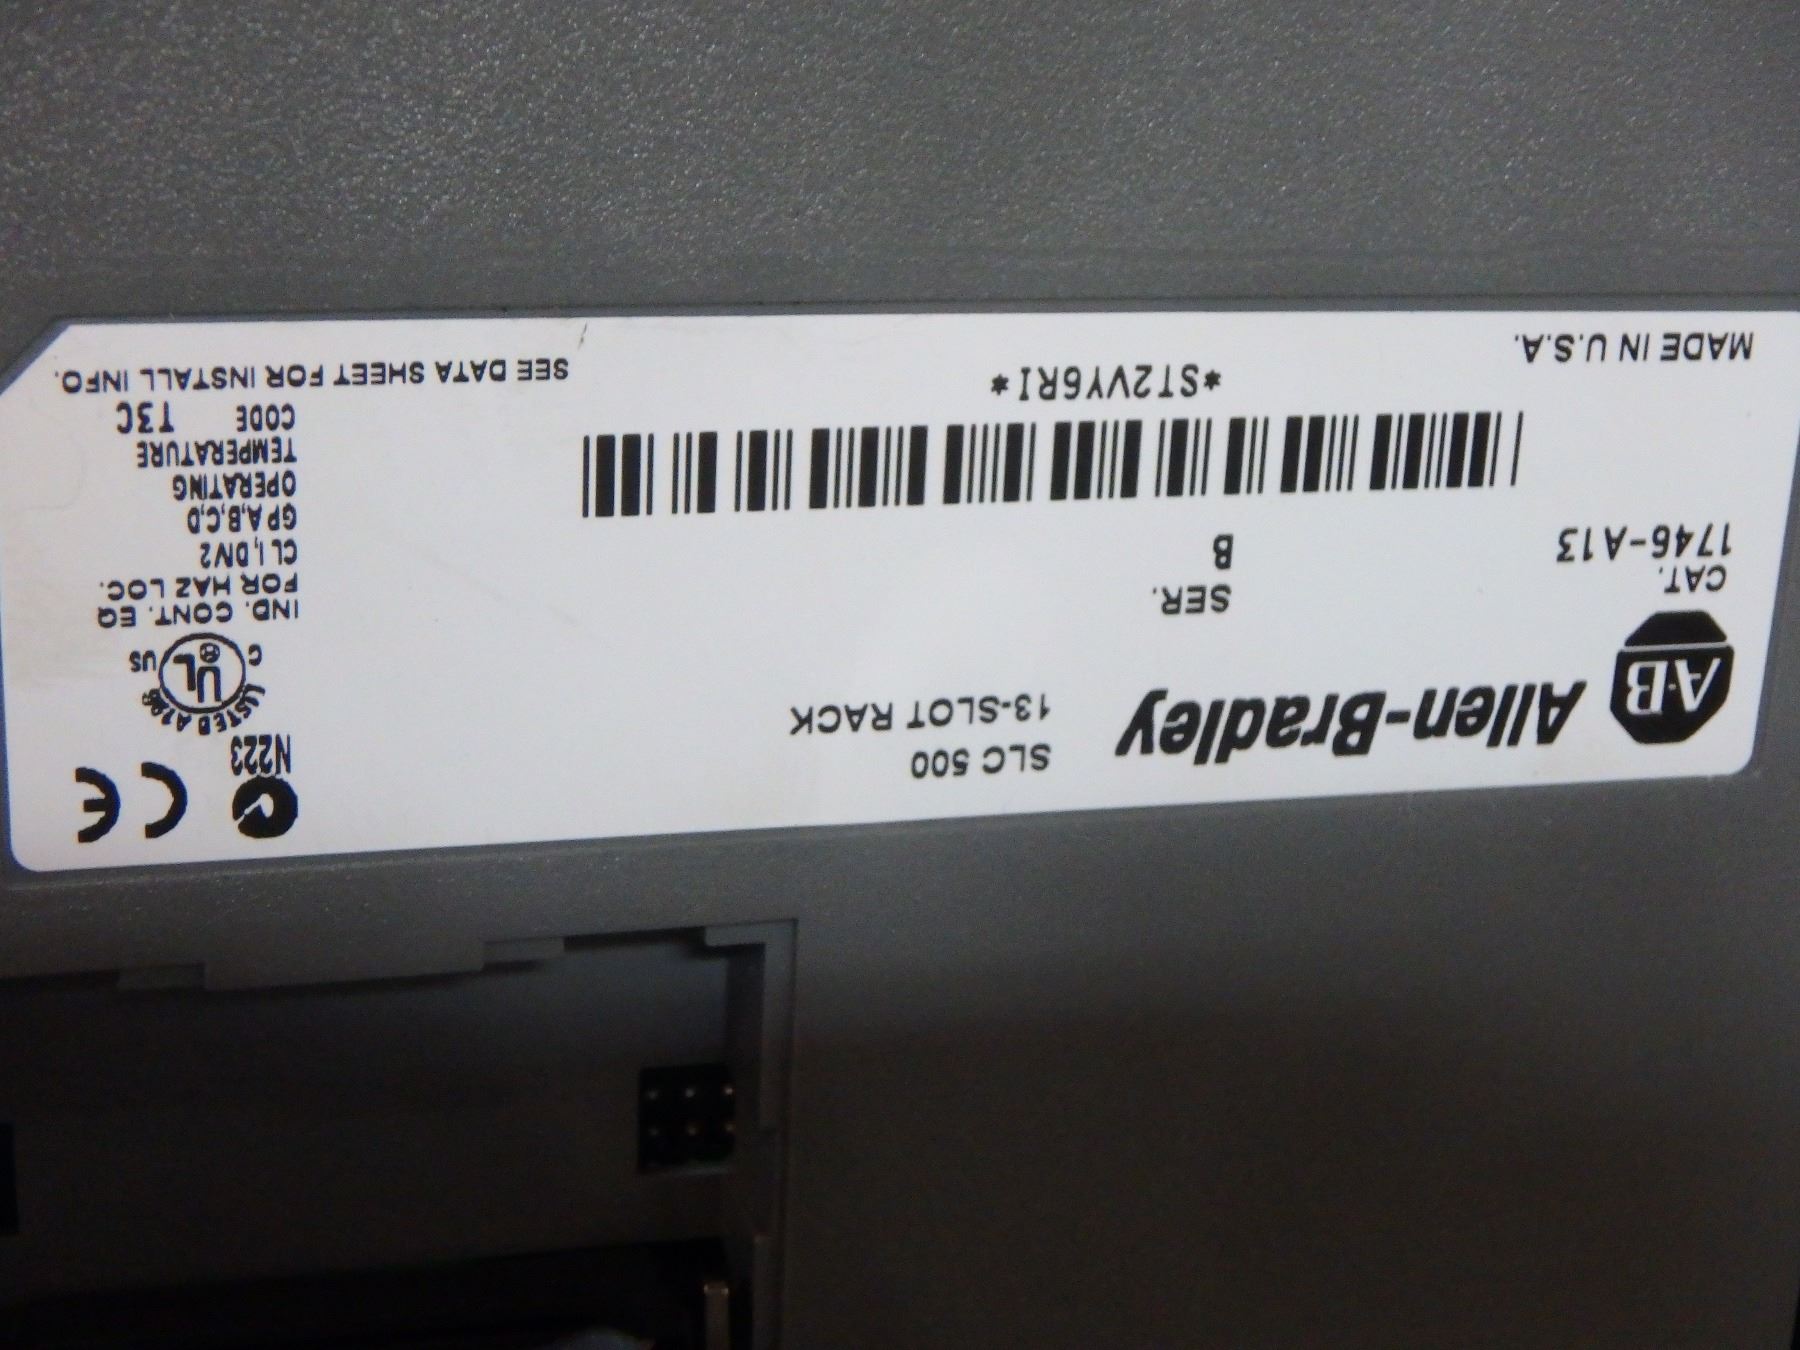 A·B
Allen-Bradley
SLC 500
13-SLOT RACK
CAT.
1746-A13
SER.
B
*ST2VY6RI*
MADE IN U.S.A.
N223
CE
LISTED
C UL US
IND. CONT. EQ
FOR HAZ LOC.
CL I, DIV2
GP A,B,C,D
OPERATING
TEMPERATURE
CODE T3C
SEE DATA SHEET FOR INSTALL INFO.